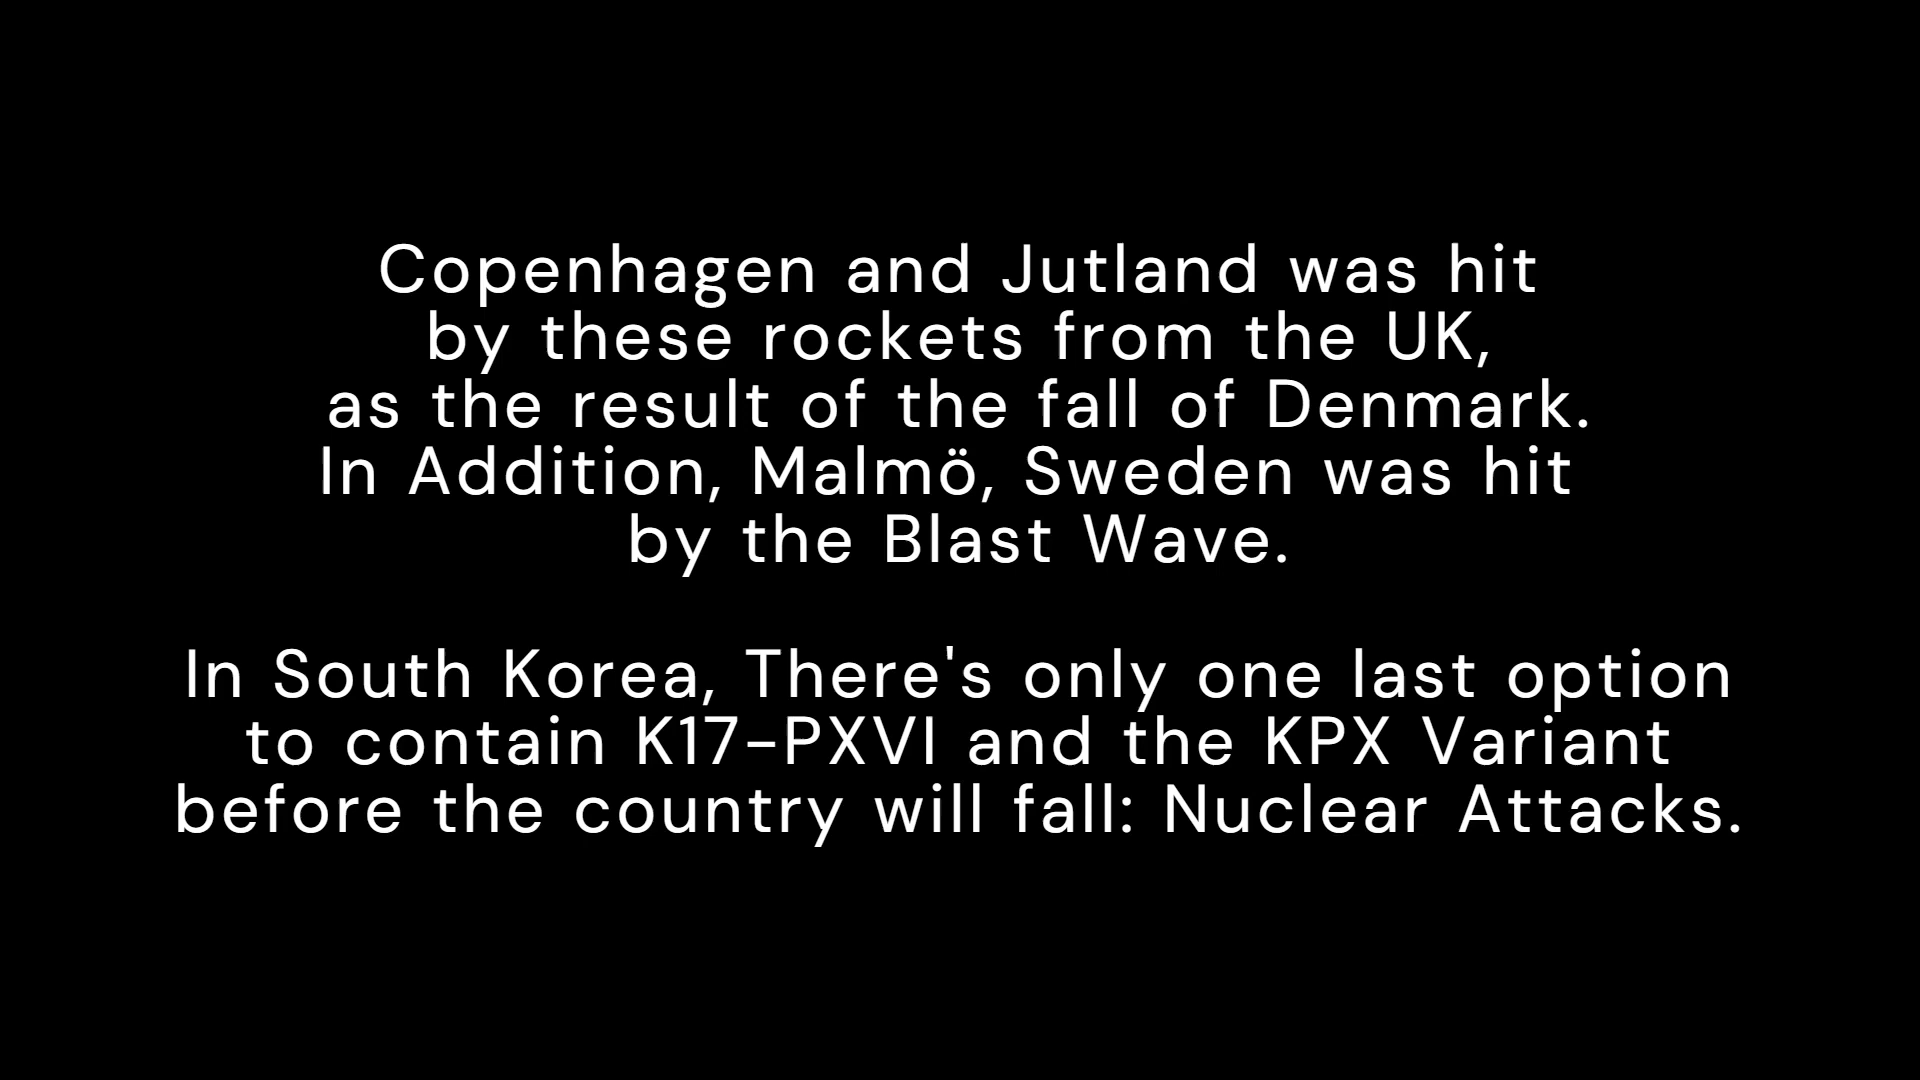 Copenhagen and Jutland was hit
by these rockets from the UK,
as the result of the fall of Denmark.
In Addition, Malmö, Sweden was hit
by the Blast Wave.
In South Korea, There's only one last option
to contain K17-PXVI and the KPX Variant
before the country will fall: Nuclear Attacks.